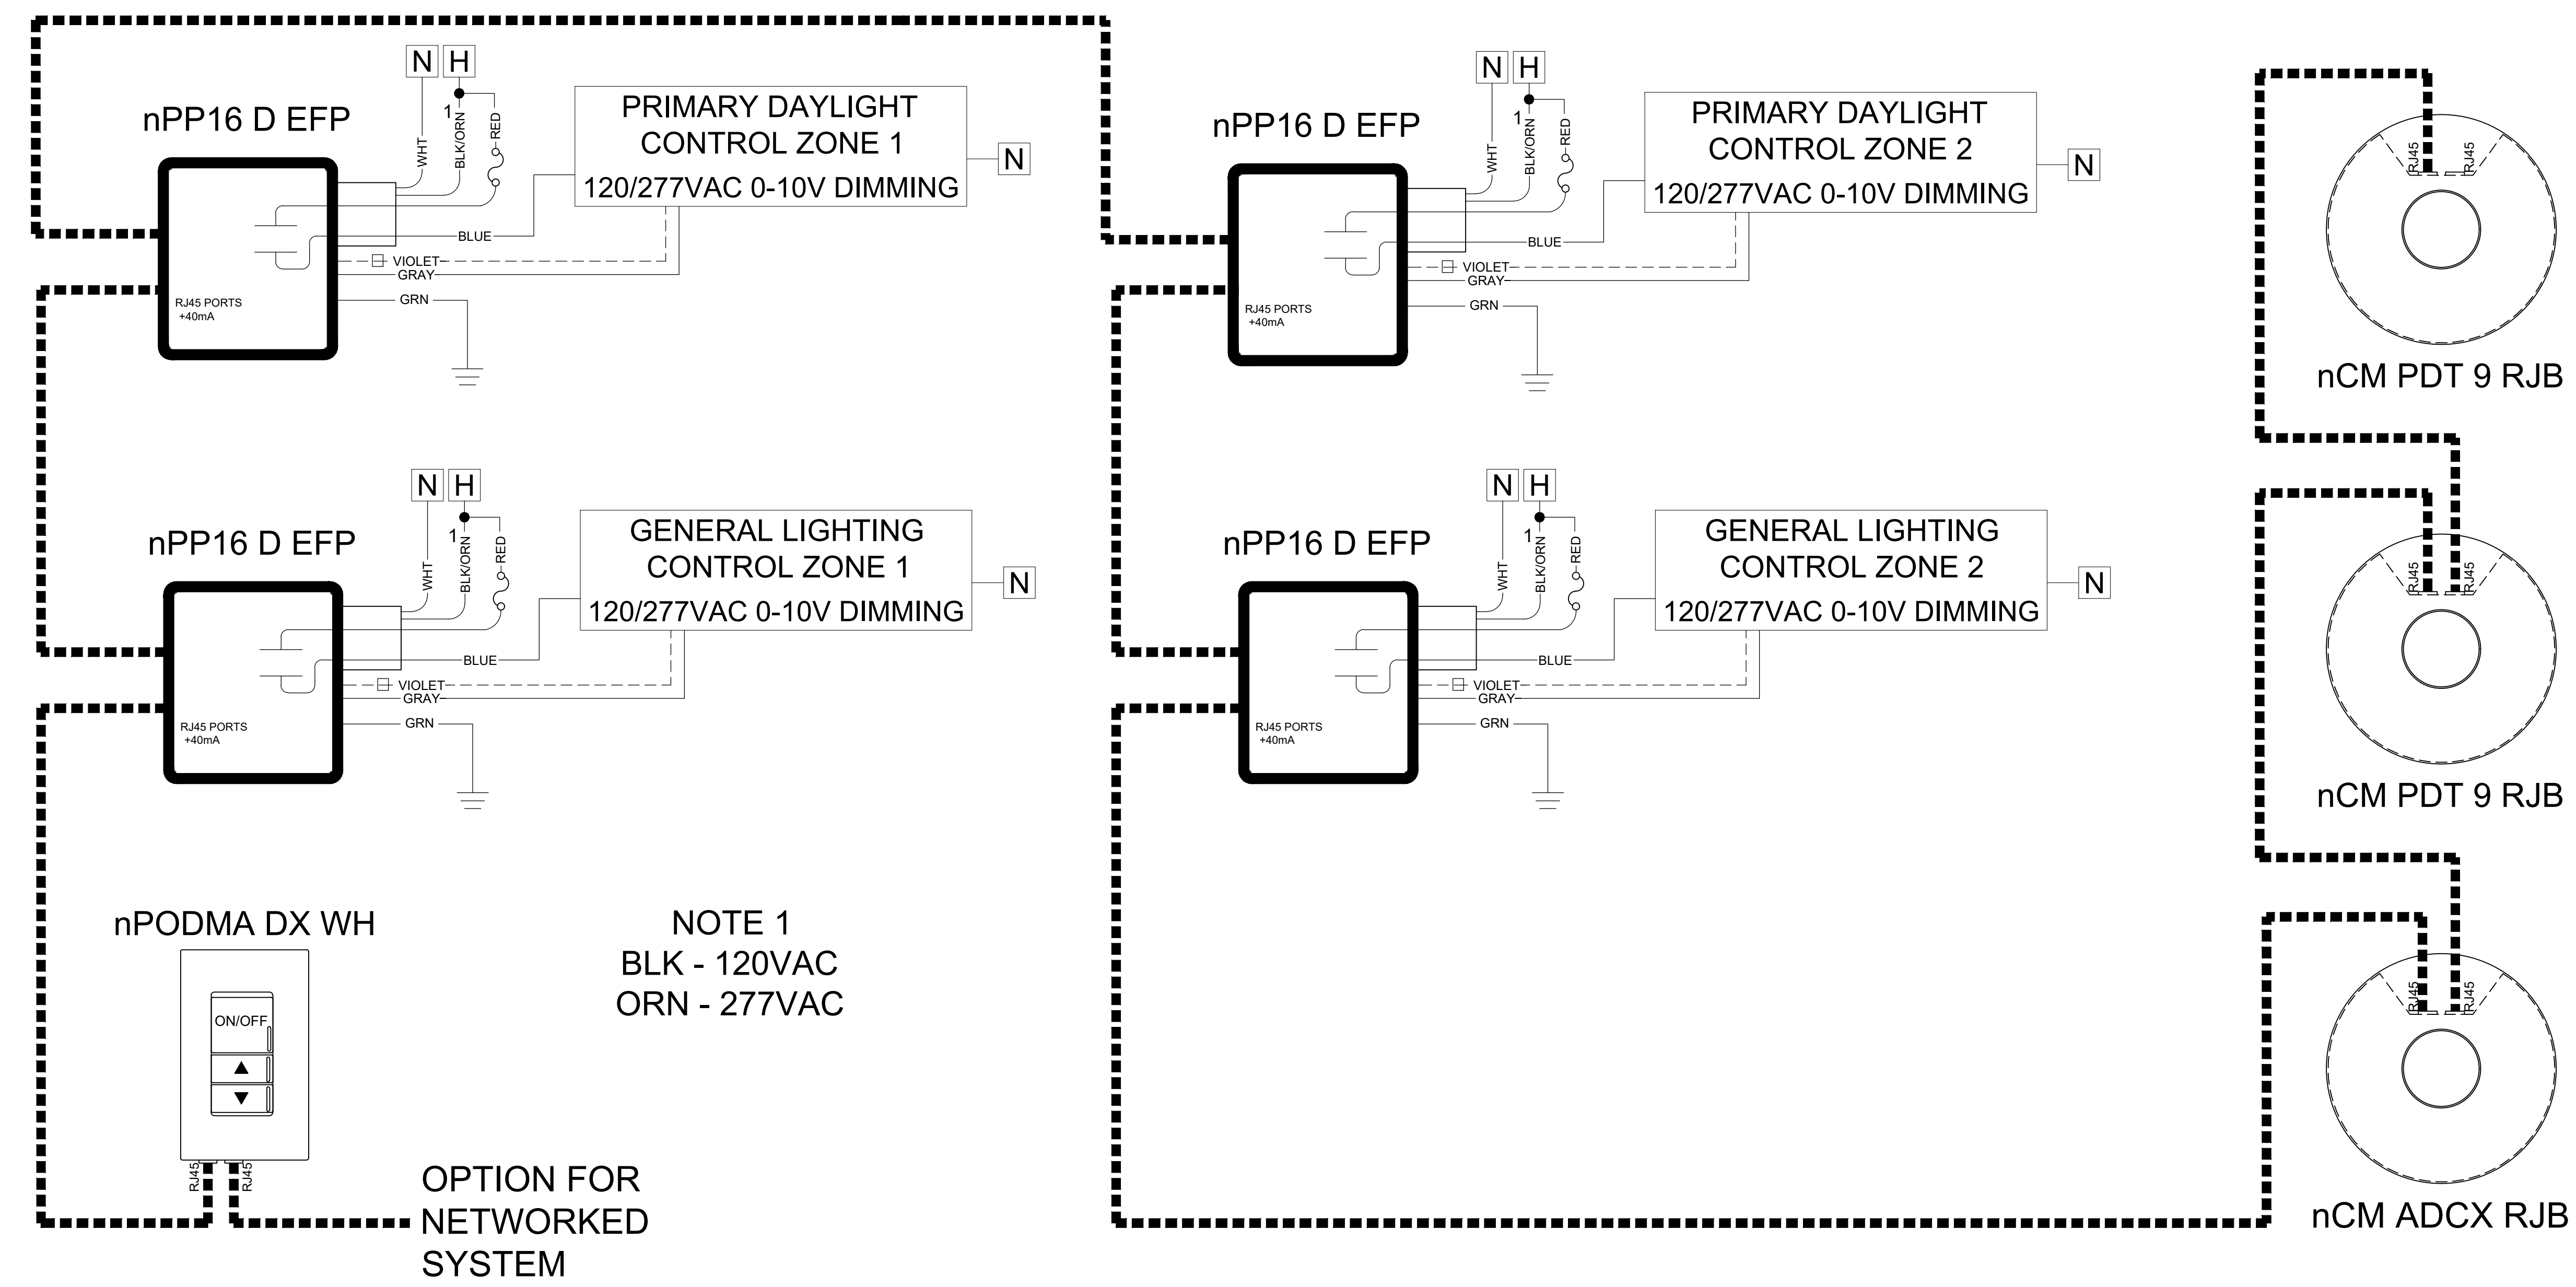 nPP16 D EFP
N H
1
WHT
BLK/ORN
RED
PRIMARY DAYLIGHT
CONTROL ZONE 1
120/277VAC 0-10V DIMMING
N
BLUE
VIOLET
GRAY
GRN
RJ45 PORTS
+40mA
nPP16 D EFP
N H
1
WHT
BLK/ORN
RED
PRIMARY DAYLIGHT
CONTROL ZONE 2
120/277VAC 0-10V DIMMING
N
BLUE
VIOLET
GRAY
GRN
RJ45 PORTS
+40mA
RJ45
RJ45
nCM PDT 9 RJB
nPP16 D EFP
N H
1
WHT
BLK/ORN
RED
GENERAL LIGHTING
CONTROL ZONE 1
120/277VAC 0-10V DIMMING
N
BLUE
VIOLET
GRAY
GRN
RJ45 PORTS
+40mA
nPP16 D EFP
N H
1
WHT
BLK/ORN
RED
GENERAL LIGHTING
CONTROL ZONE 2
120/277VAC 0-10V DIMMING
N
BLUE
VIOLET
GRAY
GRN
RJ45 PORTS
+40mA
RJ45
RJ45
nCM PDT 9 RJB
nPODMA DX WH
ON/OFF
RJ45
RJ45
OPTION FOR
NETWORKED
SYSTEM
NOTE 1
BLK - 120VAC
ORN - 277VAC
RJ45
RJ45
nCM ADCX RJB